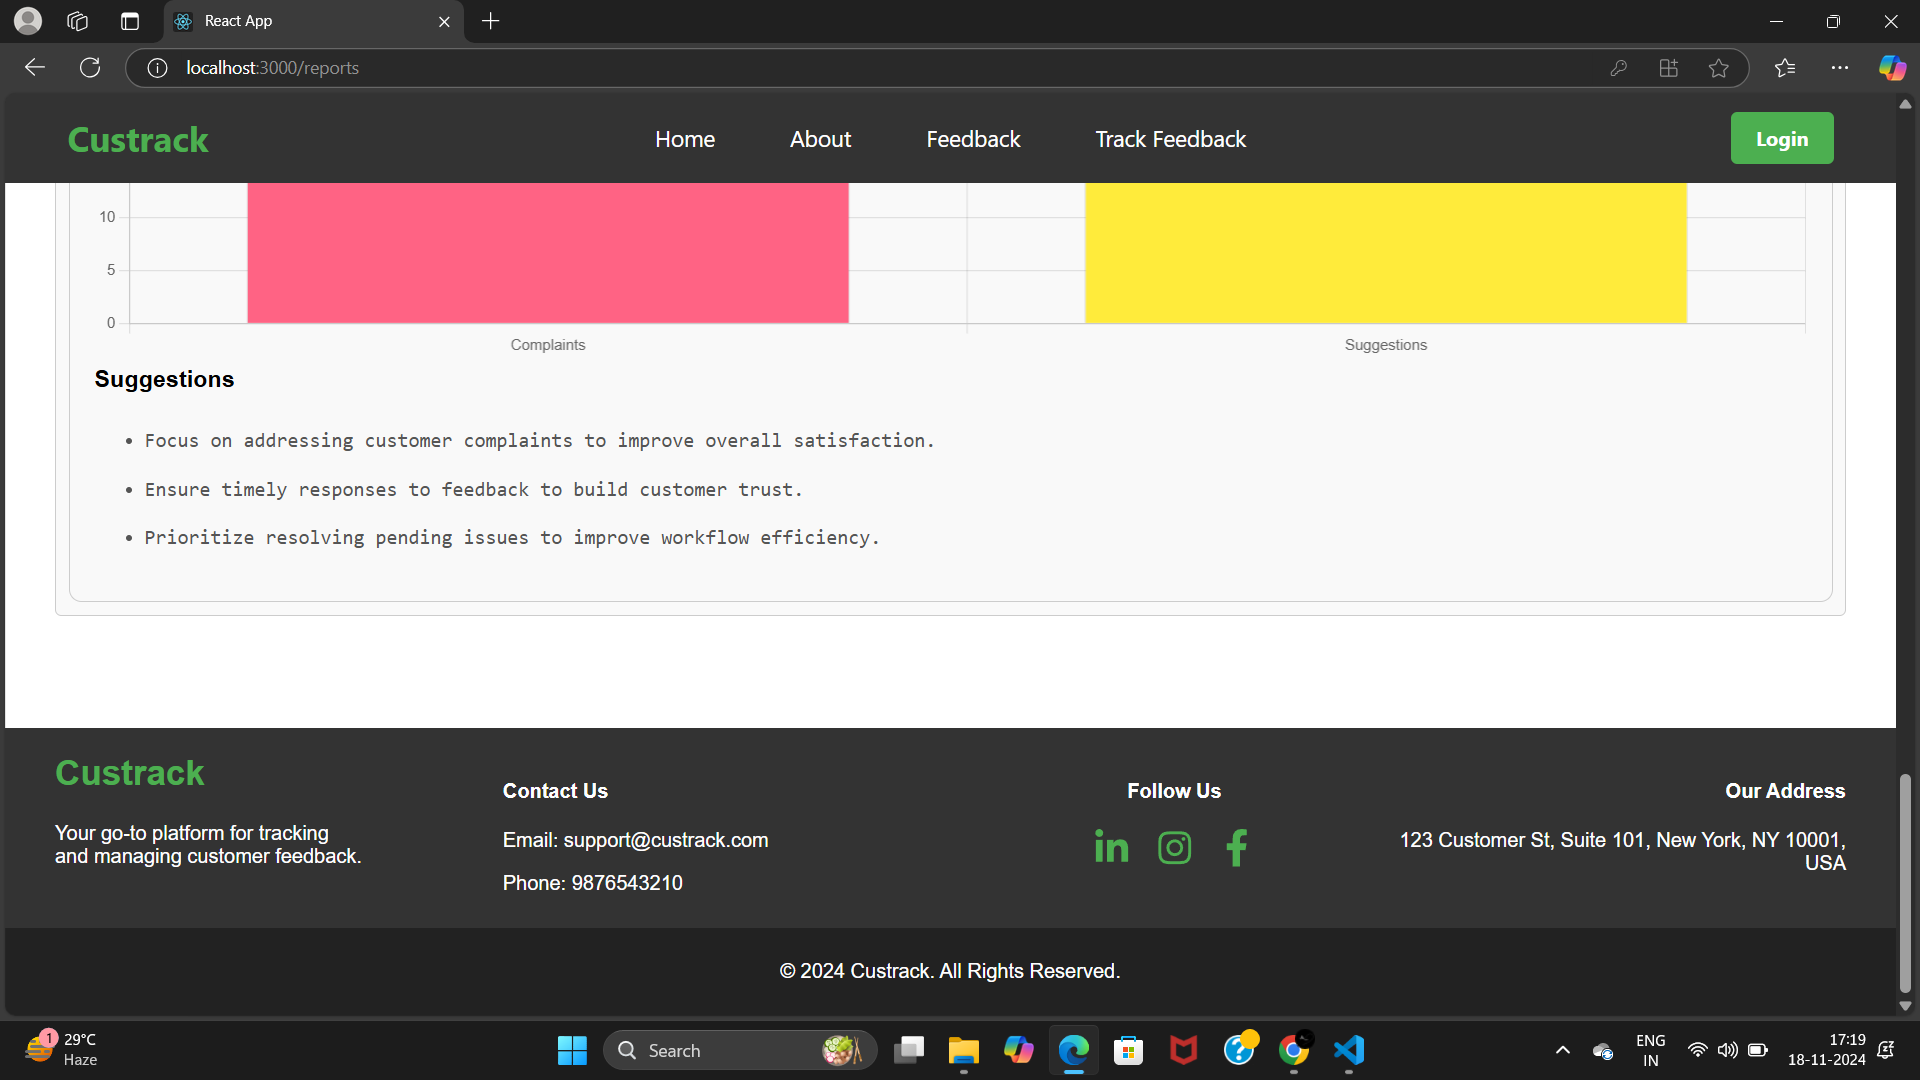 React App
localhost:3000/reports
Custrack
Home
About
Feedback
Track Feedback
Login
10
5
0
Complaints
Suggestions
Suggestions
• Focus on addressing customer complaints to improve overall satisfaction.
• Ensure timely responses to feedback to build customer trust.
• Prioritize resolving pending issues to improve workflow efficiency.
Custrack
Your go-to platform for tracking
and managing customer feedback.
Contact Us
Email: support@custrack.com
Phone: 9876543210
Follow Us
Our Address
123 Customer St, Suite 101, New York, NY 10001,
USA
© 2024 Custrack. All Rights Reserved.
1
29°C
Haze
Search
ENG
IN
17:19
18-11-2024